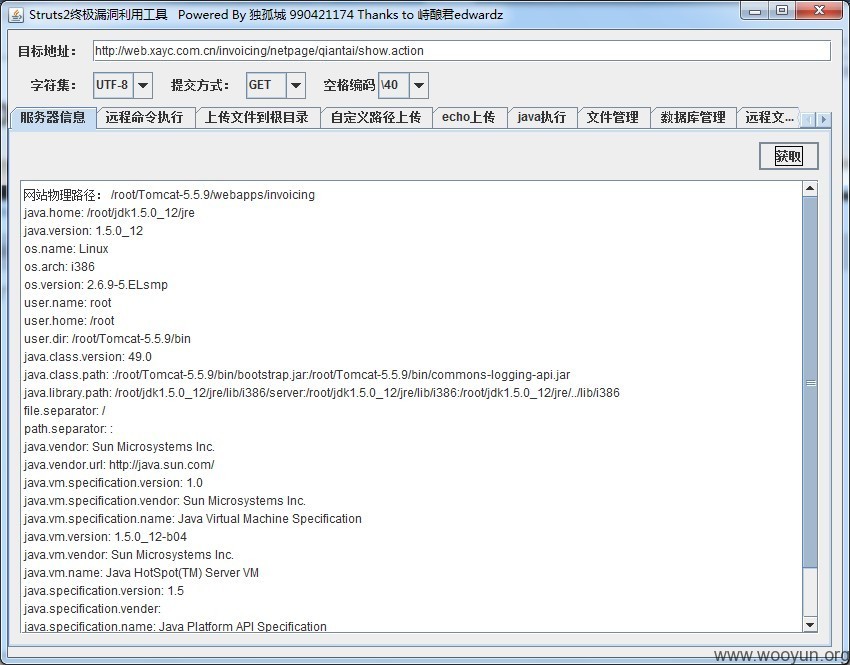 Struts2终极漏洞利用工具 Powered By 独孤城 990421174 Thanks to 峙酿君edwardz
目标地址： http://web.xayc.com.cn/invoicing/netpage/qiantai/show.action
字符集： UTF-8 提交方式： GET 空格编码 \40
服务器信息 远程命令执行 上传文件到根目录 自定义路径上传 echo上传 java执行 文件管理 数据库管理 远程文...
获取
网站物理路径： /root/Tomcat-5.5.9/webapps/invoicing
java.home: /root/jdk1.5.0_12/jre
java.version: 1.5.0_12
os.name: Linux
os.arch: i386
os.version: 2.6.9-5.ELsmp
user.name: root
user.home: /root
user.dir: /root/Tomcat-5.5.9/bin
java.class.version: 49.0
java.class.path: :/root/Tomcat-5.5.9/bin/bootstrap.jar:/root/Tomcat-5.5.9/bin/commons-logging-api.jar
java.library.path: /root/jdk1.5.0_12/jre/lib/i386/server:/root/jdk1.5.0_12/jre/lib/i386:/root/jdk1.5.0_12/jre/../lib/i386
file.separator: /
path.separator: :
java.vendor: Sun Microsystems Inc.
java.vendor.url: http://java.sun.com/
java.vm.specification.version: 1.0
java.vm.specification.vendor: Sun Microsystems Inc.
java.vm.specification.name: Java Virtual Machine Specification
java.vm.version: 1.5.0_12-b04
java.vm.vendor: Sun Microsystems Inc.
java.vm.name: Java HotSpot(TM) Server VM
java.specification.version: 1.5
java.specification.vender:
java.specification.name: Java Platform API Specification
www.wooyun.org